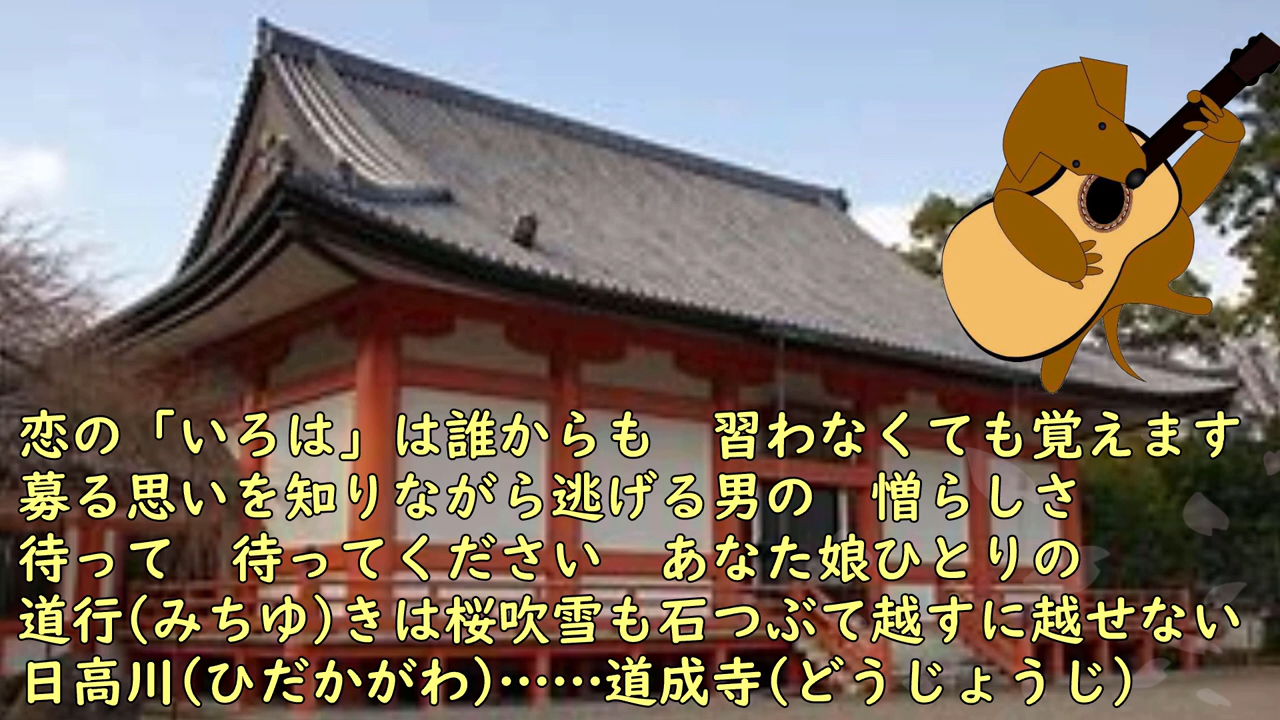 恋の「いろは」は誰からも　習わなくても覚えます
募る思いを知りながら逃げる男の　憎らしさ
待って　待ってください　あなた娘ひとりの
道行(みちゆ)きは桜吹雪も石つぶて越すに越せない
日高川(ひだかがわ)……道成寺(どうじょうじ)